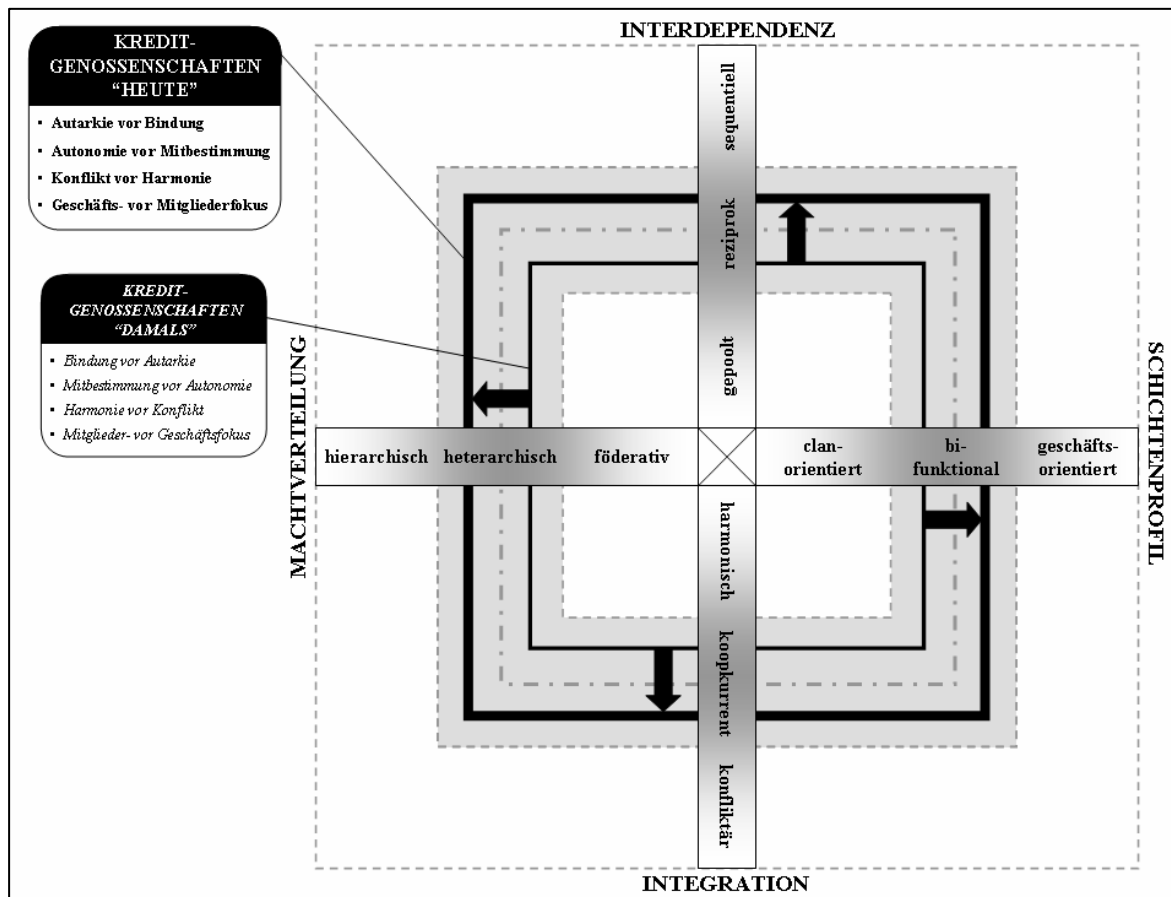 KREDIT-
GENOSSENSCHAFTEN
“HEUTE”
▪ Autarkie vor Bindung
▪ Autonomie vor Mitbestimmung
▪ Konflikt vor Harmonie
▪ Geschäfts- vor Mitgliederfokus
KREDIT-
GENOSSENSCHAFTEN
“DAMALS”
▪ Bindung vor Autarkie
▪ Mitbestimmung vor Autonomie
▪ Harmonie vor Konflikt
▪ Mitglieder- vor Geschäftsfokus
INTERDEPENDENZ
sequentiell
reziprok
gepoolt
MACHTVERTEILUNG
hierarchisch
heterarchisch
föderativ
clan-
orientiert
bi-
funktional
geschäfts-
orientiert
SCHICHTENPROFIL
harmonisch
koopkurrent
konfliktär
INTEGRATION